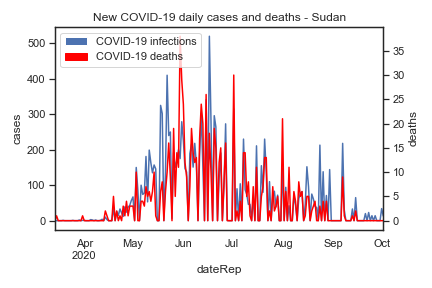 New COVID-19 daily cases and deaths - Sudan
COVID-19 infections
COVID-19 deaths
500
400
300
200
100
0
cases
35
30
25
20
15
10
5
0
deaths
Apr May Jun Jul Aug Sep Oct
2020
dateRep